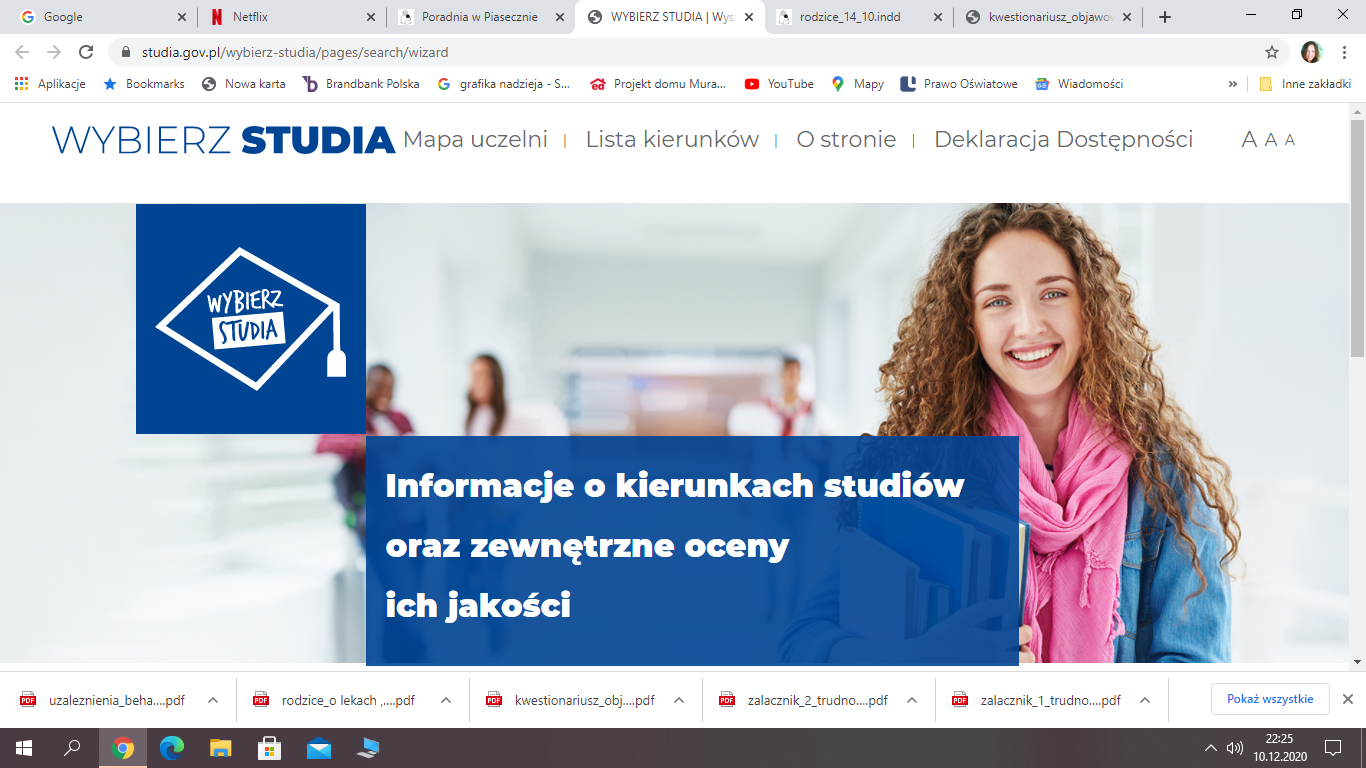 Google
Netflix
Poradnia w Piasecznie
WYBIERZ STUDIA | Wys
rodzice_14_10.indd
kwestionariusz_objawo
studia.gov.pl/wybierz-studia/pages/search/wizard
Aplikacje
Bookmarks
Nowa karta
Brandbank Polska
grafika nadzieja - S...
Projekt domu Mura...
YouTube
Mapy
Prawo Oświatowe
Wiadomości
»
Inne zakładki
WYBIERZ STUDIA
Mapa uczelni | Lista kierunków | O stronie | Deklaracja Dostępności
A A A
WYBIERZ
STUDIA
Informacje o kierunkach studiów
oraz zewnętrzne oceny
ich jakości
uzaleznienia_beha....pdf
rodzice_o lekach ,....pdf
kwestionariusz_obj....pdf
zalacznik_2_trudno....pdf
zalacznik_1_trudno....pdf
Pokaż wszystkie
22:25
10.12.2020